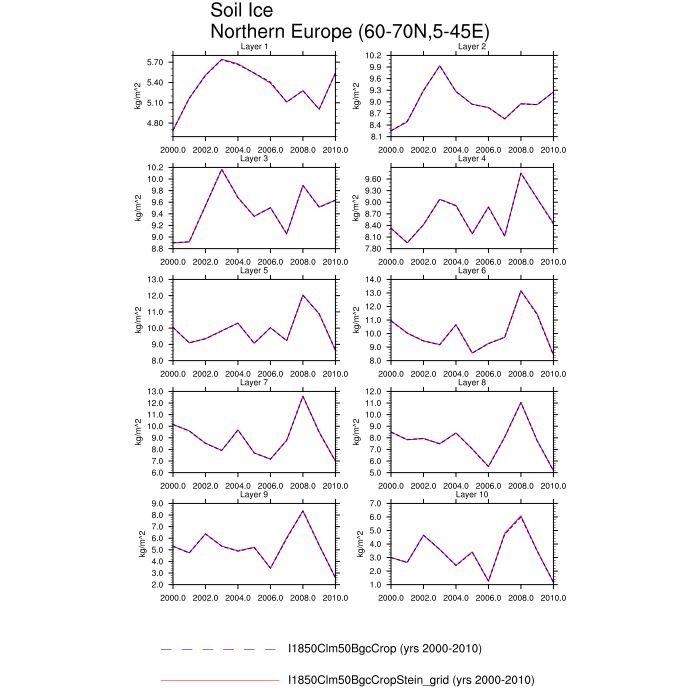 Soil Ice
Northern Europe (60-70N,5-45E)
Layer 1
kg/m^2
5.70
5.40
5.10
4.80
2000.0 2002.0 2004.0 2006.0 2008.0 2010.0
Layer 2
kg/m^2
10.2
9.9
9.6
9.3
9.0
8.7
8.4
8.1
2000.0 2002.0 2004.0 2006.0 2008.0 2010.0
Layer 3
kg/m^2
10.2
9.8
9.6
9.4
9.2
9.0
8.8
2000.0 2002.0 2004.0 2006.0 2008.0 2010.0
Layer 4
kg/m^2
9.60
9.30
9.00
8.70
8.40
8.10
7.80
2000.0 2002.0 2004.0 2006.0 2008.0 2010.0
Layer 5
kg/m^2
13.0
12.0
11.0
10.0
9.0
8.0
2000.0 2002.0 2004.0 2006.0 2008.0 2010.0
Layer 6
kg/m^2
14.0
13.0
12.0
11.0
10.0
9.0
8.0
2000.0 2002.0 2004.0 2006.0 2008.0 2010.0
Layer 7
kg/m^2
13.0
12.0
11.0
10.0
9.0
8.0
7.0
6.0
2000.0 2002.0 2004.0 2006.0 2008.0 2010.0
Layer 8
kg/m^2
12.0
11.0
10.0
9.0
8.0
7.0
6.0
5.0
2000.0 2002.0 2004.0 2006.0 2008.0 2010.0
Layer 9
kg/m^2
9.0
8.0
7.0
6.0
5.0
4.0
3.0
2.0
2000.0 2002.0 2004.0 2006.0 2008.0 2010.0
Layer 10
kg/m^2
7.0
6.0
5.0
4.0
3.0
2.0
1.0
2000.0 2002.0 2004.0 2006.0 2008.0 2010.0
I1850Clm50BgcCrop (yrs 2000-2010)
I1850Clm50BgcCropStein_grid (yrs 2000-2010)